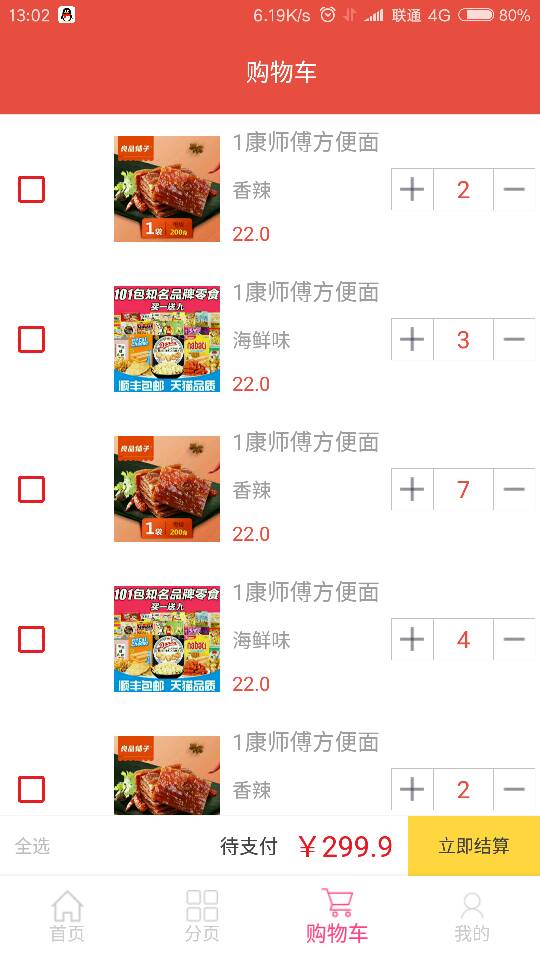 13:02 6.19K/s 联通 4G 80%
购物车
良品铺子
1袋 200g
1康师傅方便面
香辣
22.0
2
101包知名品牌零食
买一送九
nabati
顺丰包邮 天猫品质
1康师傅方便面
海鲜味
22.0
3
良品铺子
1袋 200g
1康师傅方便面
香辣
22.0
7
101包知名品牌零食
买一送九
nabati
顺丰包邮 天猫品质
1康师傅方便面
海鲜味
22.0
4
良品铺子
1康师傅方便面
香辣
2
全选 待支付 ￥299.9 立即结算
首页 分页 购物车 我的